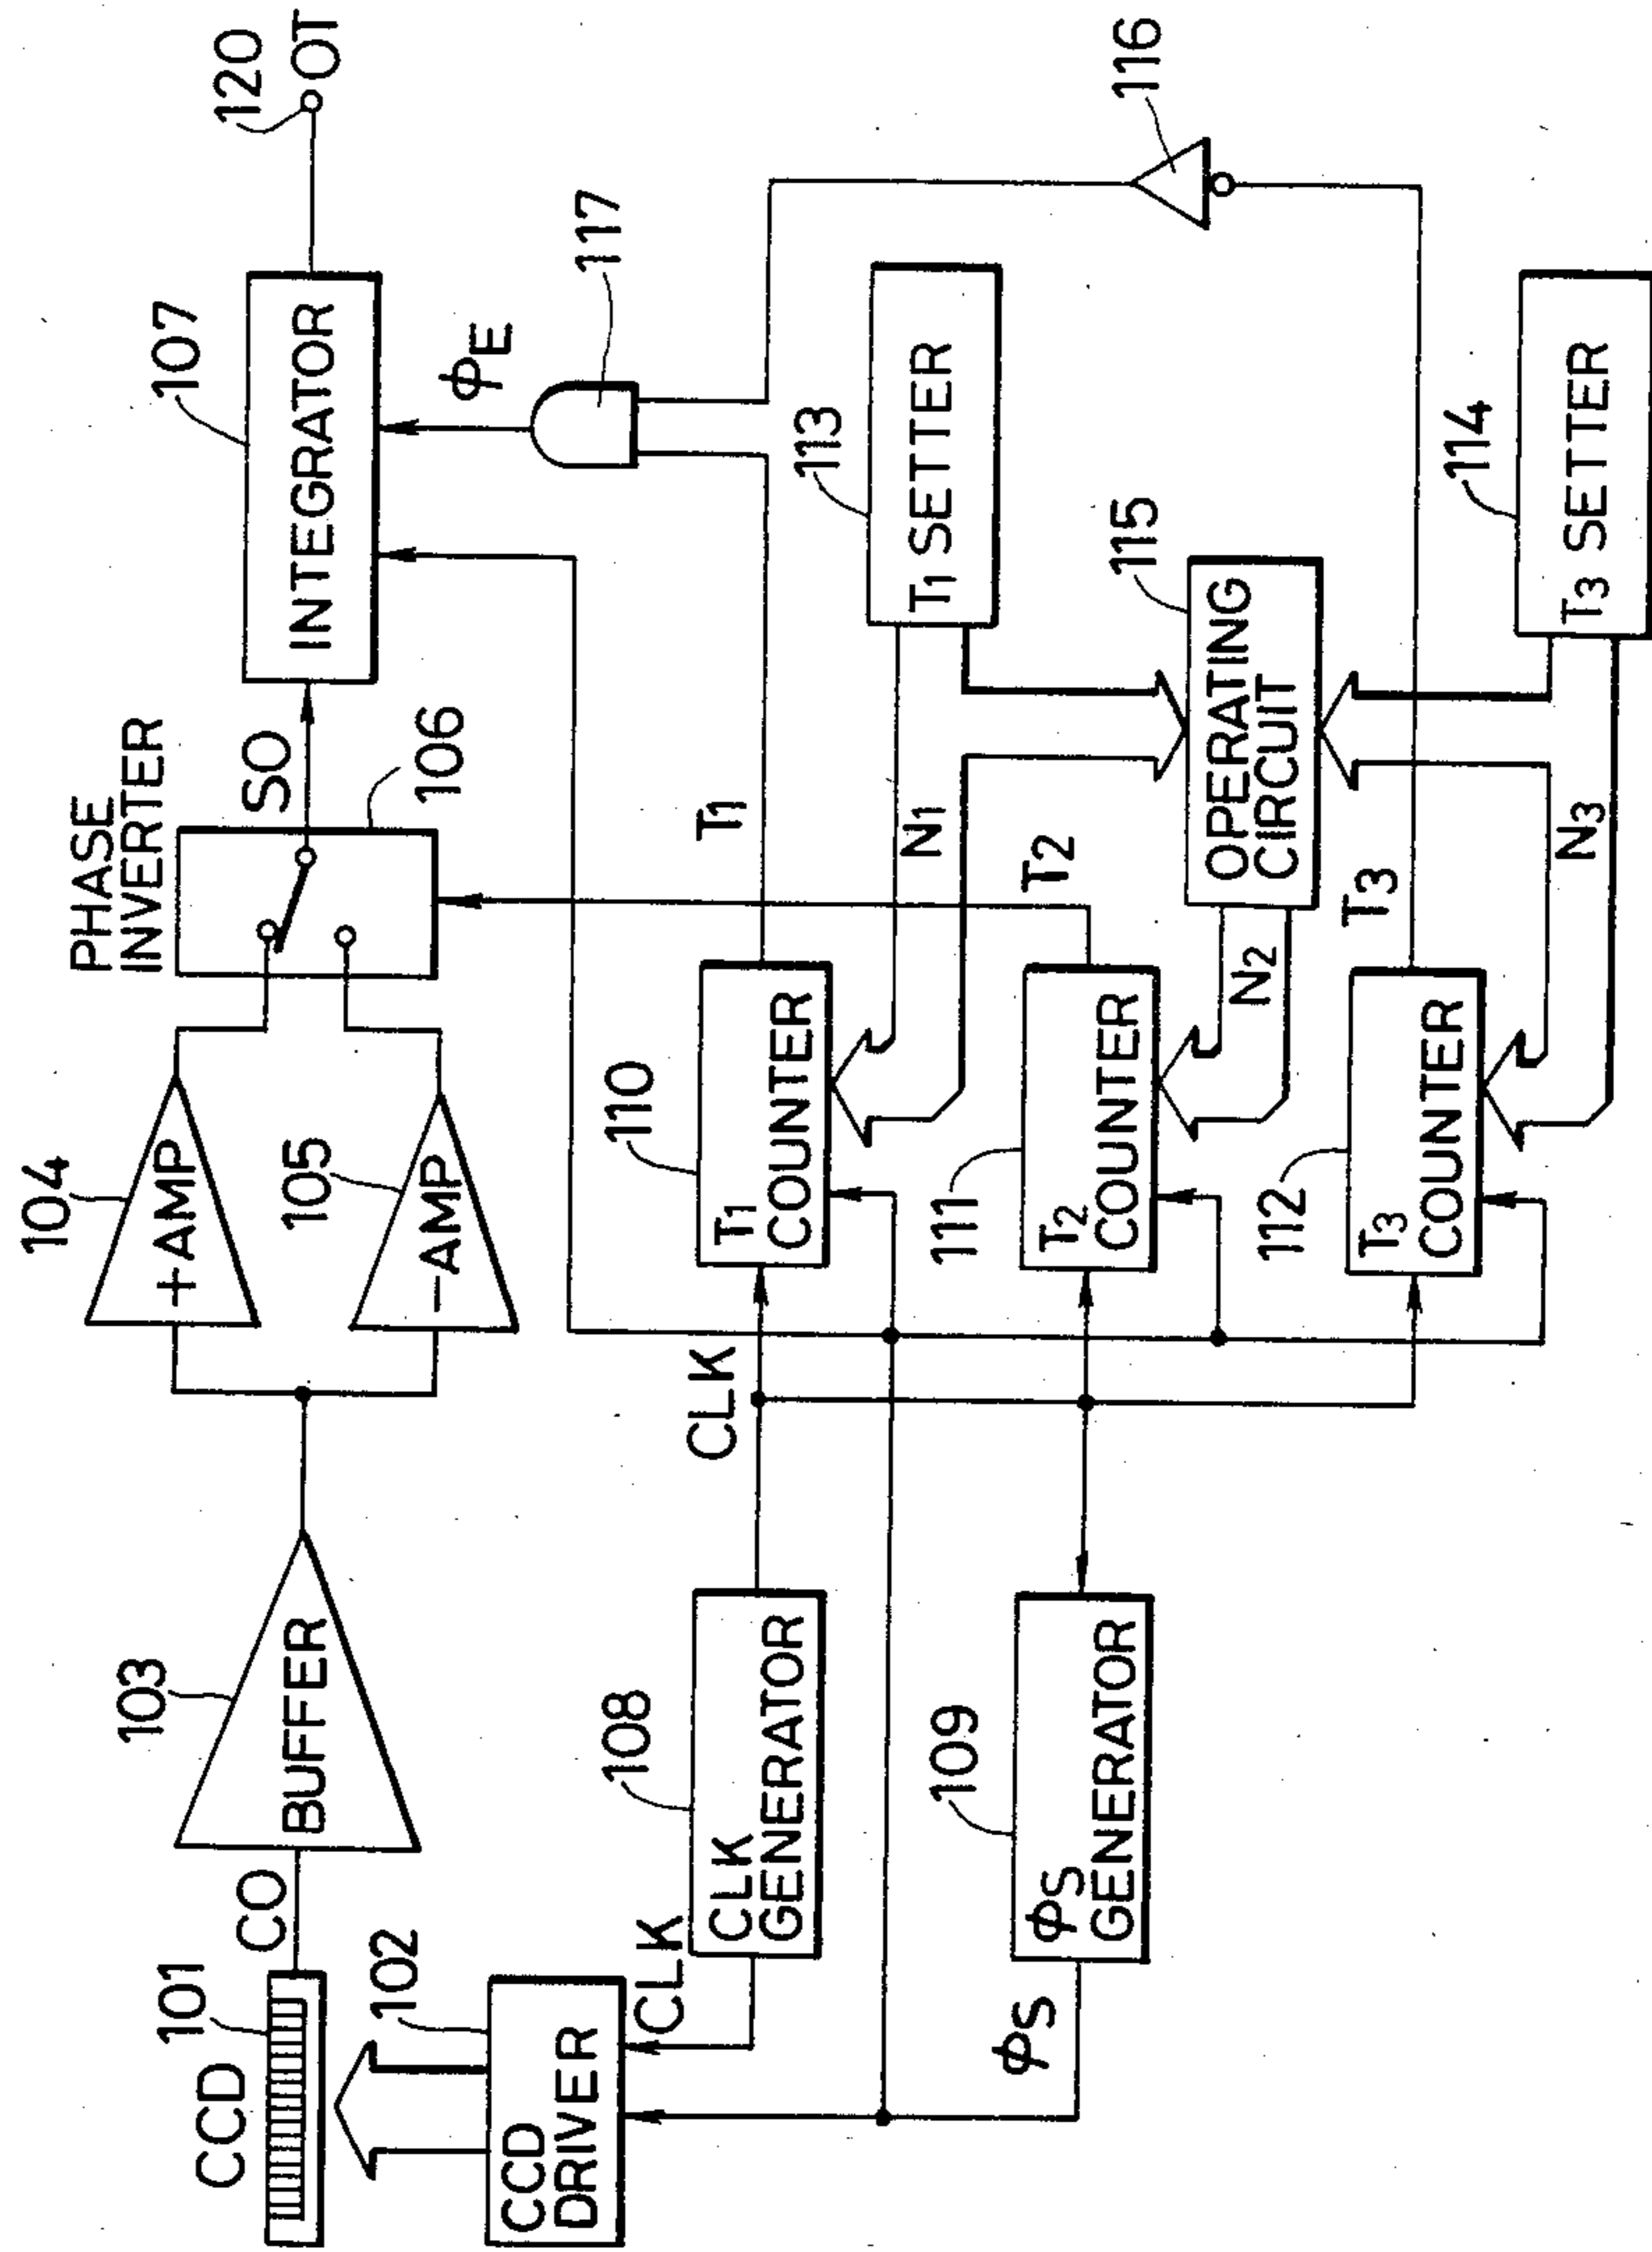 CCD
101
CO
102
CCD
DRIVER
CLK
ΦS
103
BUFFER
104
+AMP
105
−AMP
PHASE
INVERTER
106
SO
107
INTEGRATOR
120
OT
ΦE
117
108
CLK
GENERATOR
CLK
109
ΦS
GENERATOR
110
T1
COUNTER
T1
N1
113
T1 SETTER
116
111
T2
COUNTER
T2
N2
115
OPERATING
CIRCUIT
112
T3
COUNTER
T3
N3
114
T3 SETTER